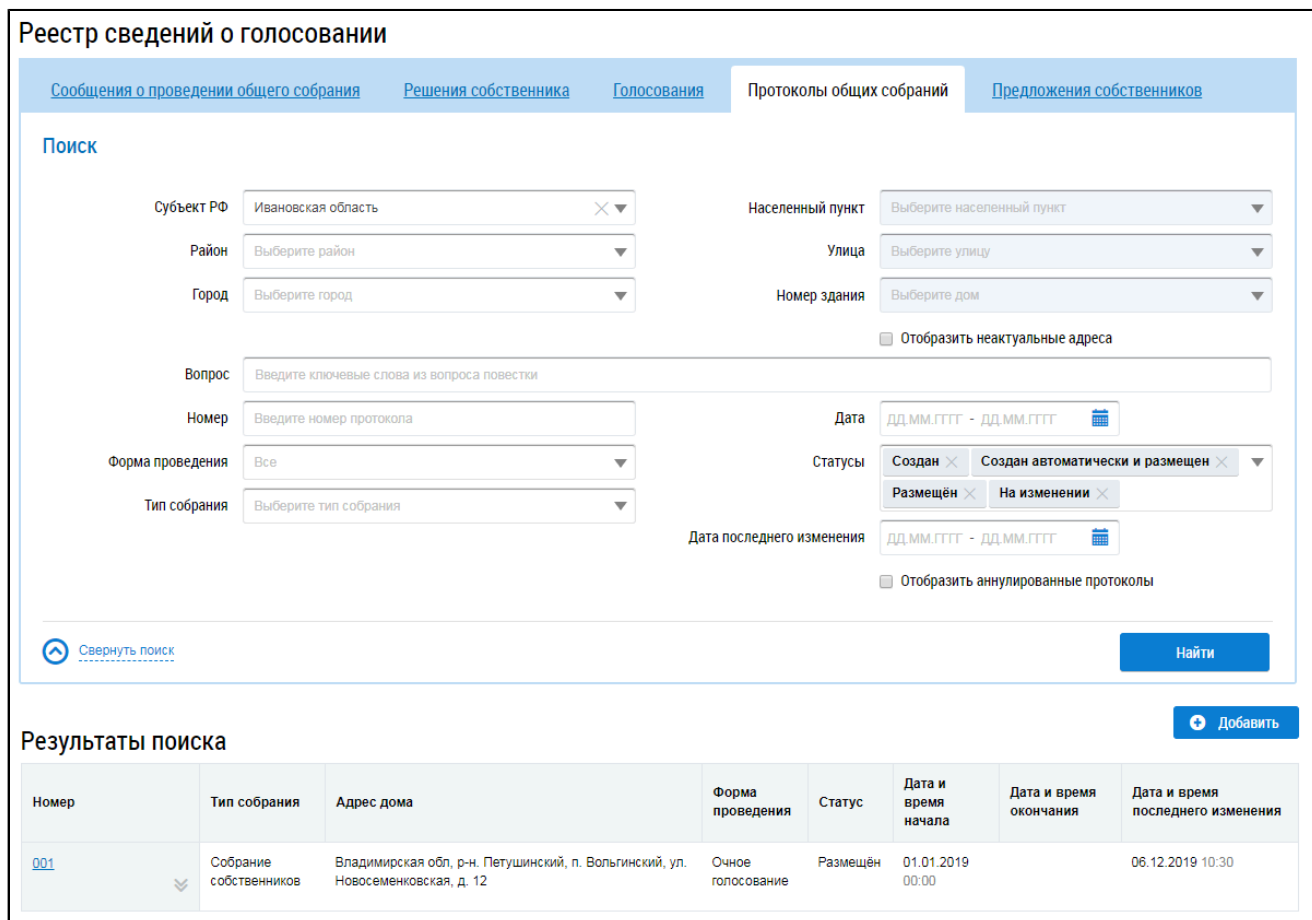 Реестр сведений о голосовании
Сообщения о проведении общего собрания Решения собственника Голосования Протоколы общих собраний Предложения собственников
Поиск
Субъект РФ Ивановская область Населенный пункт Выберите населенный пункт
Район Выберите район Улица Выберите улицу
Город Выберите город Номер здания Выберите дом
Отобразить неактуальные адреса
Вопрос Введите ключевые слова из вопроса повестки
Номер Введите номер протокола Дата ДД.ММ.ГГГГ - ДД.ММ.ГГГГ
Форма проведения Все Статусы Создан Создан автоматически и размещен
Размещён На изменении
Тип собрания Выберите тип собрания
Дата последнего изменения ДД.ММ.ГГГГ - ДД.ММ.ГГГГ
Отобразить аннулированные протоколы
Свернуть поиск Найти
Добавить
Результаты поиска
Номер Тип собрания Адрес дома Форма проведения Статус Дата и время начала Дата и время окончания Дата и время последнего изменения
001 Собрание собственников Владимирская обл, р-н. Петушинский, п. Вольгинский, ул. Новосеменковская, д. 12 Очное голосование Размещён 01.01.2019 00:00 06.12.2019 10:30